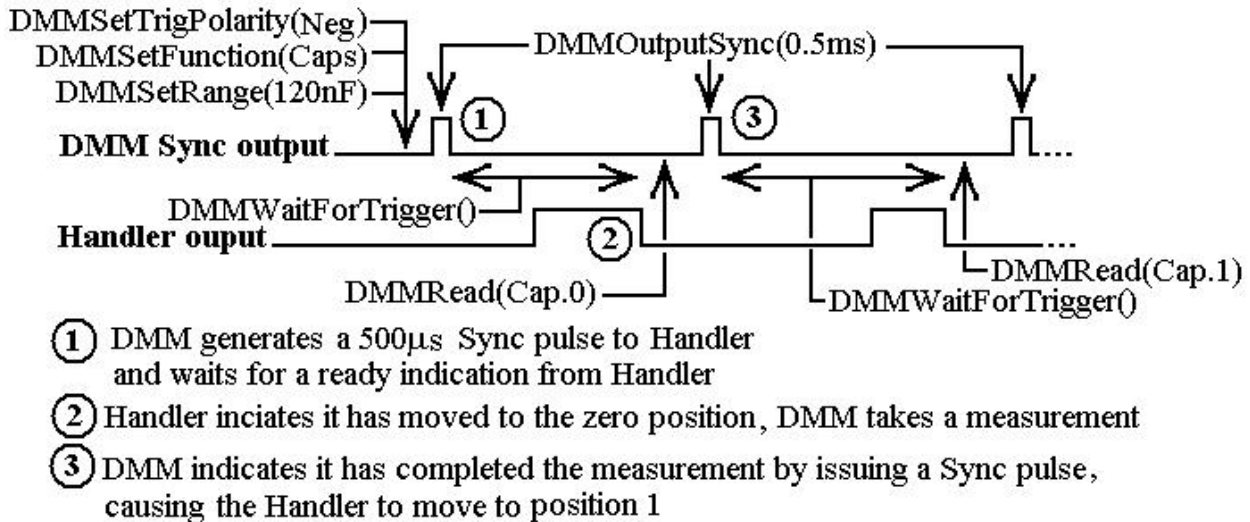 DMMSetTrigPolarity(Neg)
DMMSetFunction(Caps)
DMMOutputSync(0.5ms)
DMMSetRange(120nF)
1
3
DMM Sync output
DMMWaitForTrigger()
Handler ouput
2
DMMRead(Cap.0)
DMMRead(Cap.1)
DMMWaitForTrigger()
1 DMM generates a 500µs Sync pulse to Handler
and waits for a ready indication from Handler
2 Handler inciates it has moved to the zero position, DMM takes a measurement
3 DMM indicates it has completed the measurement by issuing a Sync pulse,
causing the Handler to move to position 1